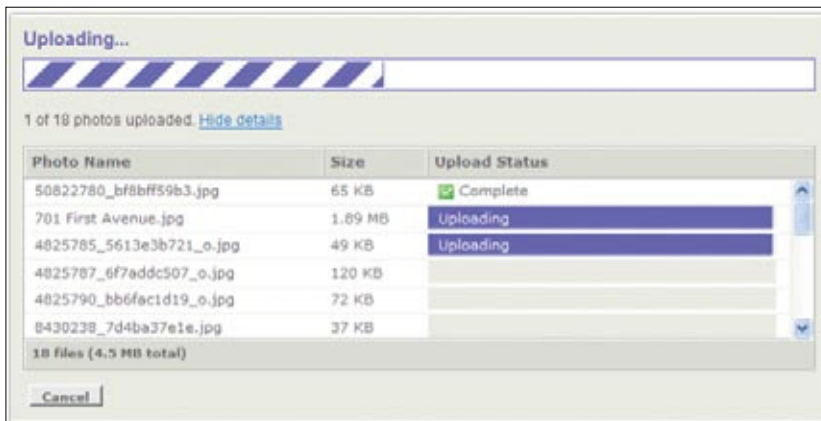 Uploading...
1 of 18 photos uploaded. Hide details
Photo Name Size Upload Status
50822780_bf8bff59b3.jpg 65 KB Complete
701 First Avenue.jpg 1.89 MB Uploading
4825785_5613e3b721_o.jpg 49 KB Uploading
4825787_6f7addc507_o.jpg 120 KB
4825790_bb6fac1d19_o.jpg 72 KB
8430238_7d4ba37e1e.jpg 37 KB
18 files (4.5 MB total)
Cancel